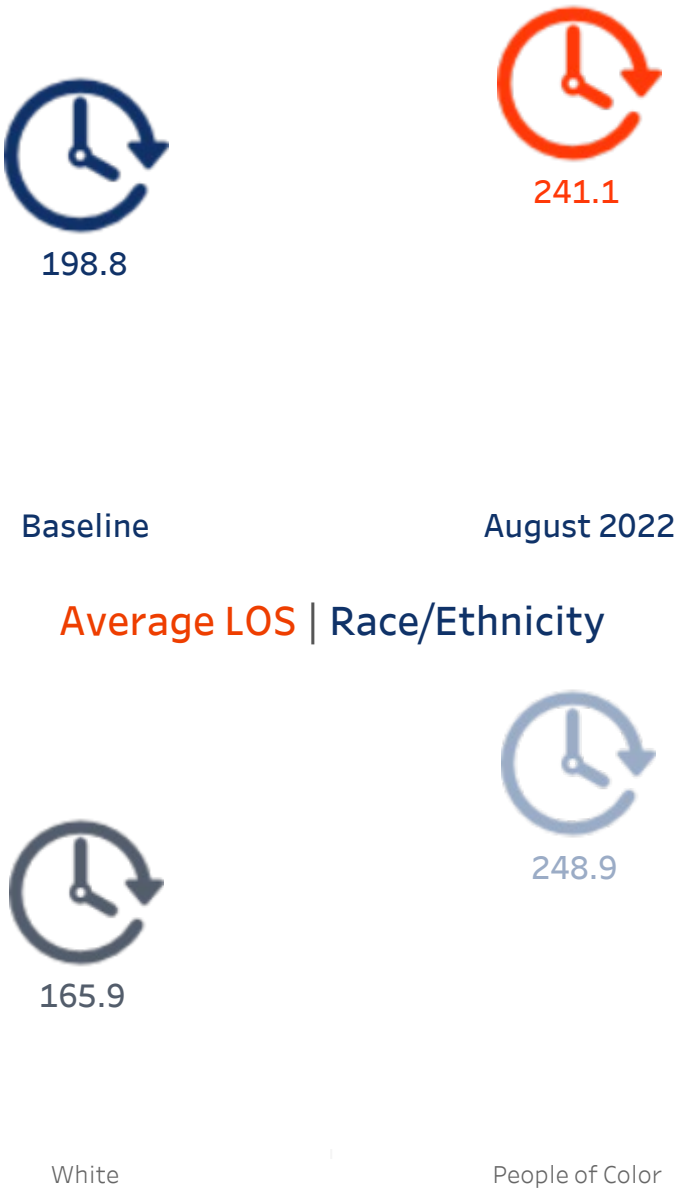 241.1
198.8
Baseline August 2022
Average LOS | Race/Ethnicity
248.9
165.9
White People of Color